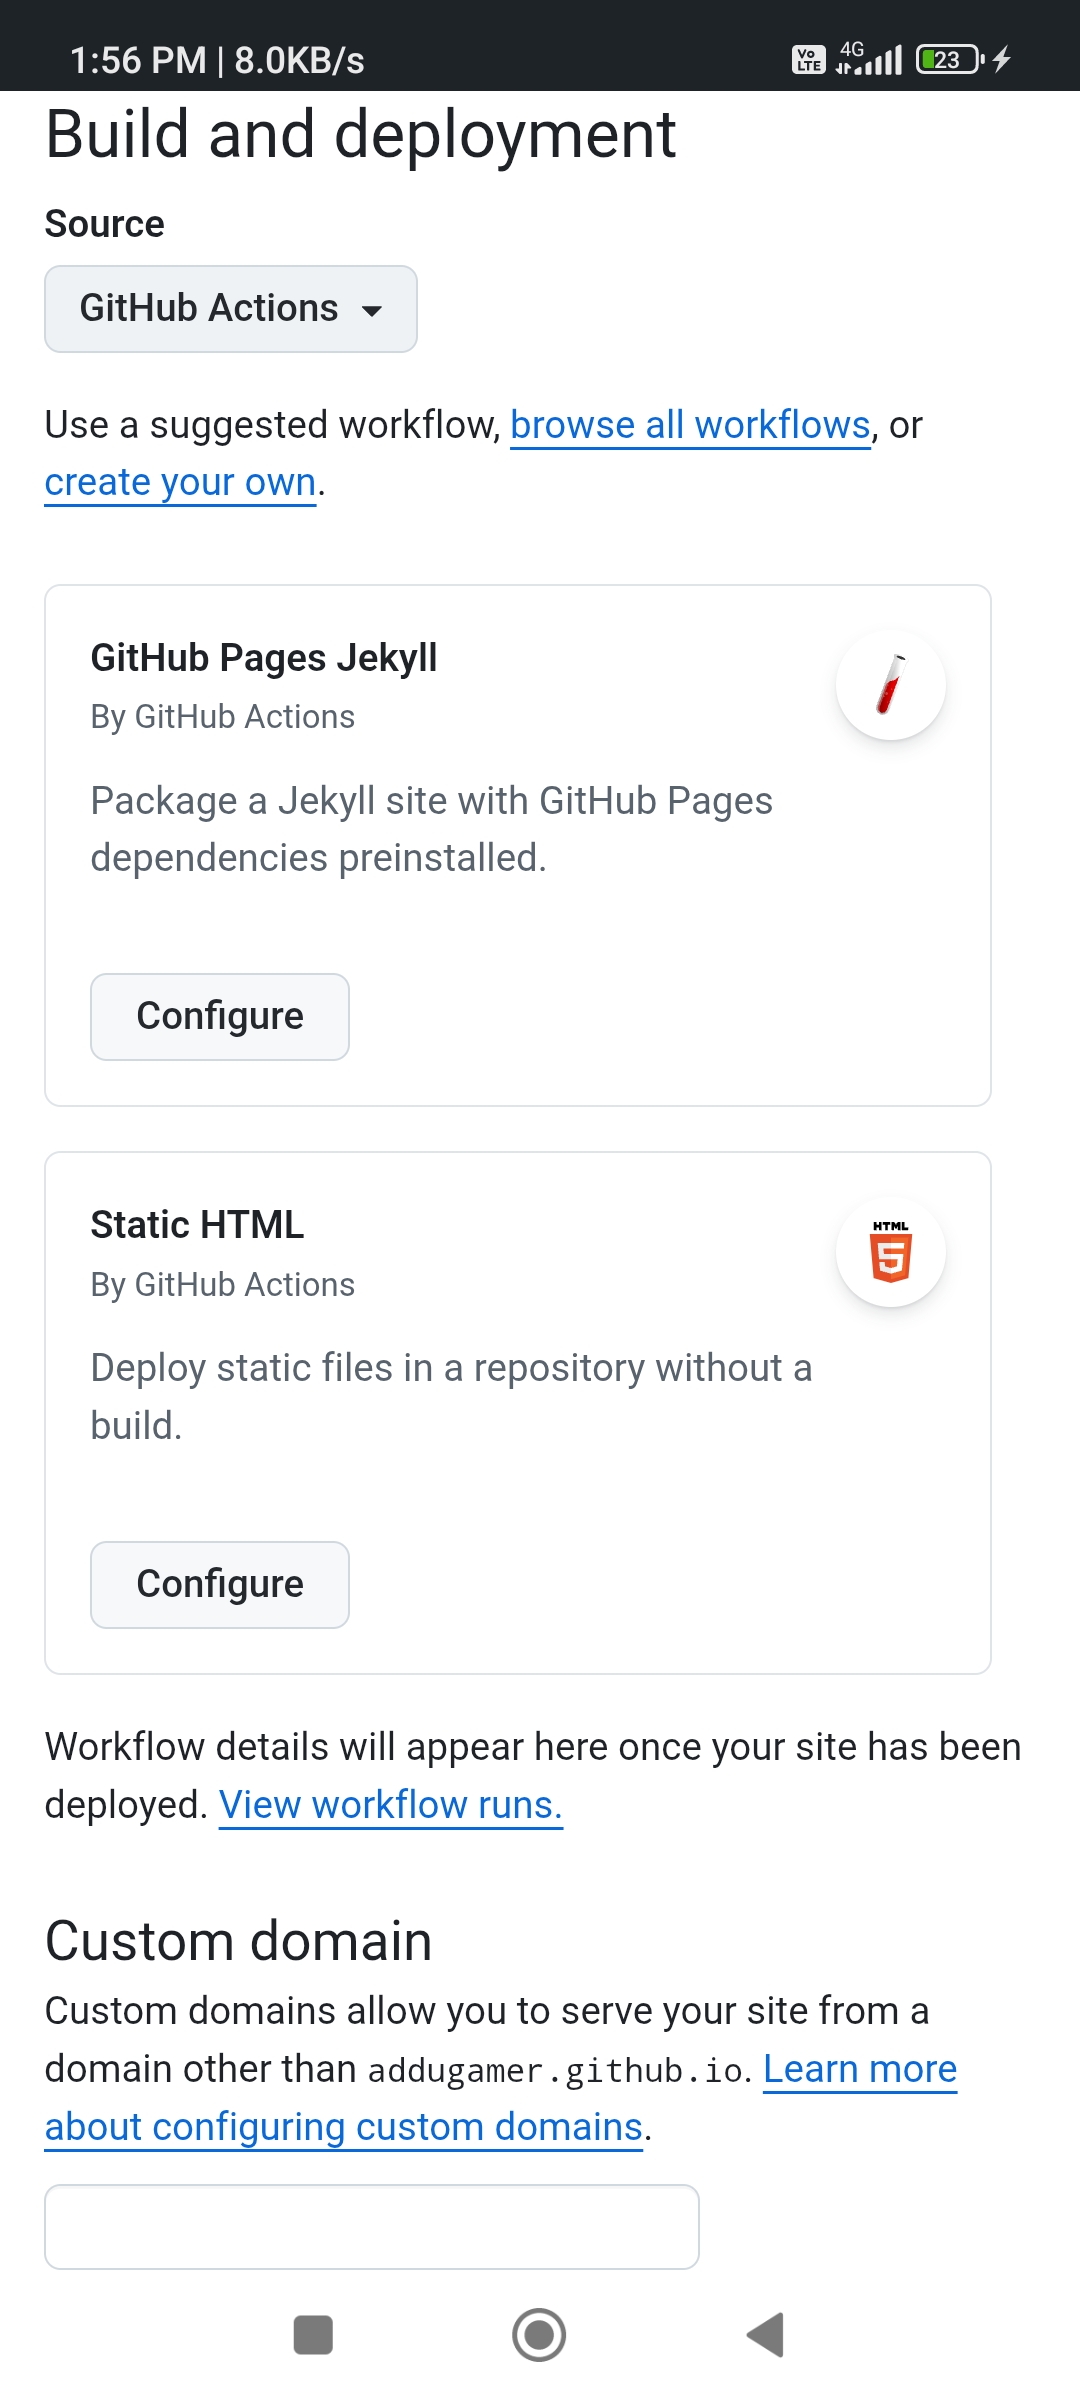 1:56 PM | 8.0KB/s
Vo LTE 4G 23
Build and deployment
Source
GitHub Actions
Use a suggested workflow, browse all workflows, or
create your own.
GitHub Pages Jekyll
By GitHub Actions
Package a Jekyll site with GitHub Pages
dependencies preinstalled.
Configure
Static HTML
HTML
5
By GitHub Actions
Deploy static files in a repository without a
build.
Configure
Workflow details will appear here once your site has been
deployed. View workflow runs.
Custom domain
Custom domains allow you to serve your site from a
domain other than addugamer.github.io. Learn more
about configuring custom domains.